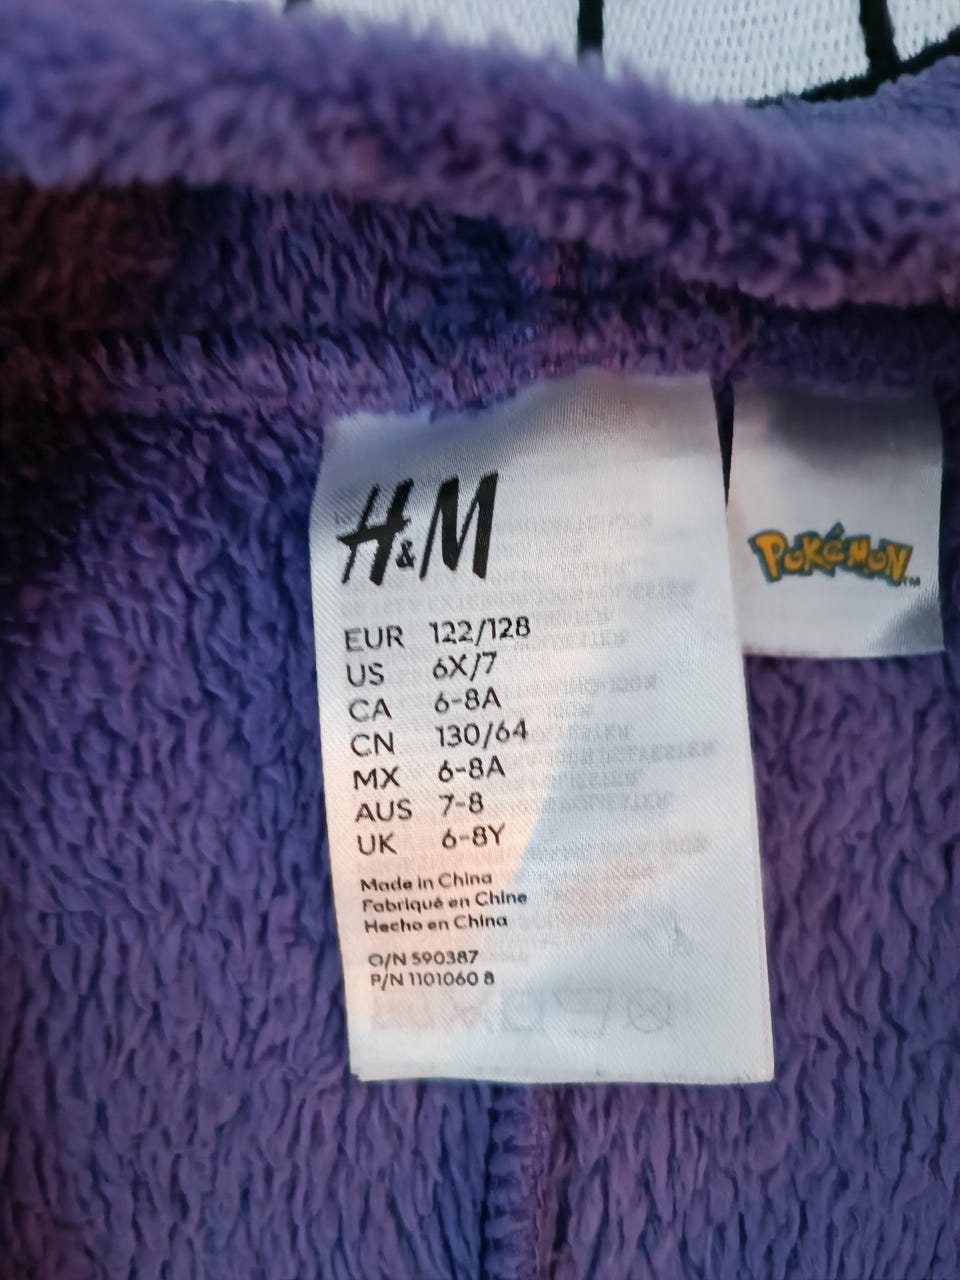 H&M
EUR 122/128
US 6X/7
CA 6-8A
CN 130/64
MX 6-8A
AUS 7-8
UK 6-8Y
Made in China
Fabriqué en Chine
Hecho en China
O/N 590387
P/N 1101060 8
POKéMON™